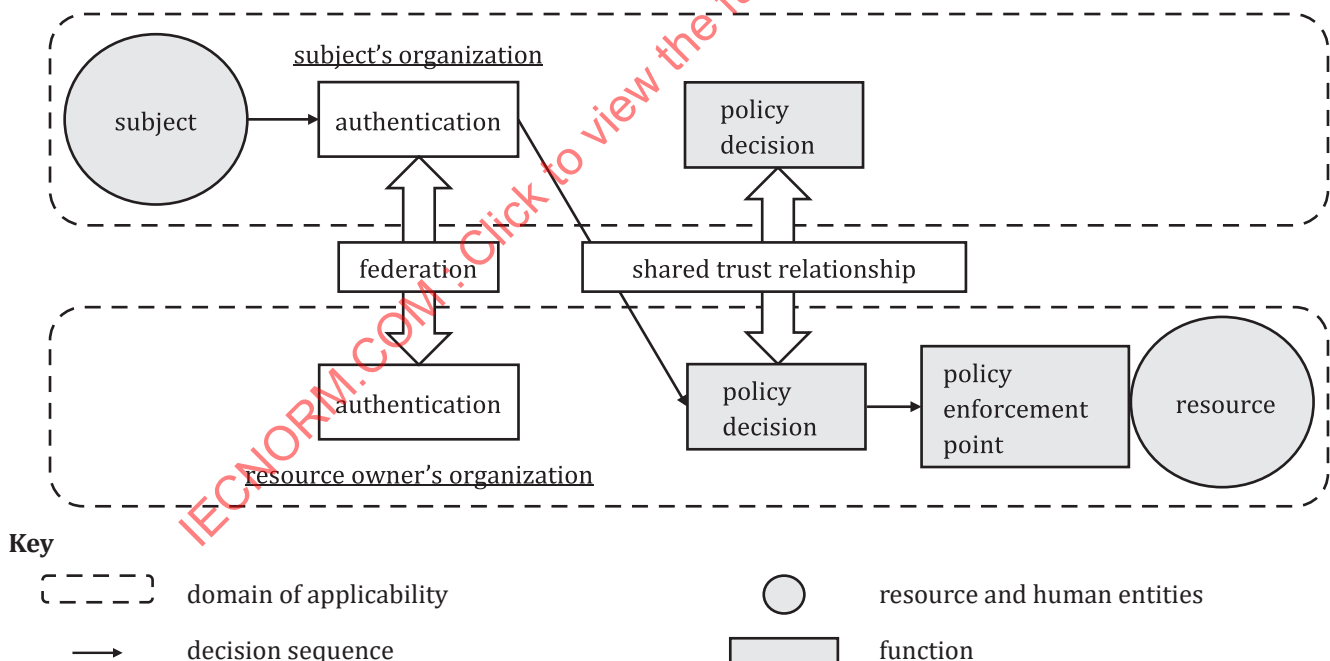 subject's organization
subject
authentication
policy
decision
federation
shared trust relationship
authentication
policy
decision
policy
enforcement
point
resource
resource owner's organization
IECNORM.COM : Click to view the fu
Key
domain of applicability
resource and human entities
decision sequence
function